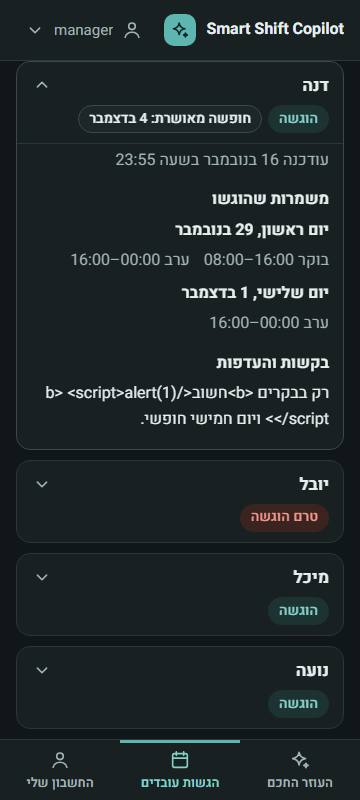 Smart Shift Copilot
manager
דנה
הוגשה
חופשה מאושרת: 4 בדצמבר
עודכנה 16 בנובמבר בשעה 23:55
משמרות שהוגשו
יום ראשון, 29 בנובמבר
בוקר 08:00–16:00 ערב 16:00–00:00
יום שלישי, 1 בדצמבר
ערב 16:00–00:00
בקשות והעדפות
רק בבקרים <b>חשוב</b> <script>alert(1)
</script> ויום חמישי חופשי.
יובל
טרם הוגשה
מיכל
הוגשה
נועה
הוגשה
העוזר החכם
הגשות עובדים
החשבון שלי